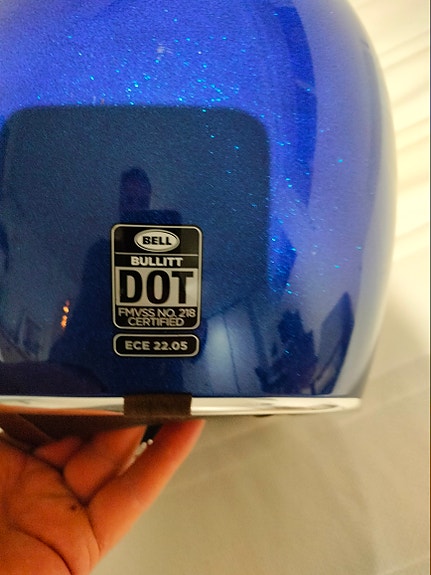 BELL
BULLITT
DOT
FMVSS NO. 218
CERTIFIED
ECE 22.05